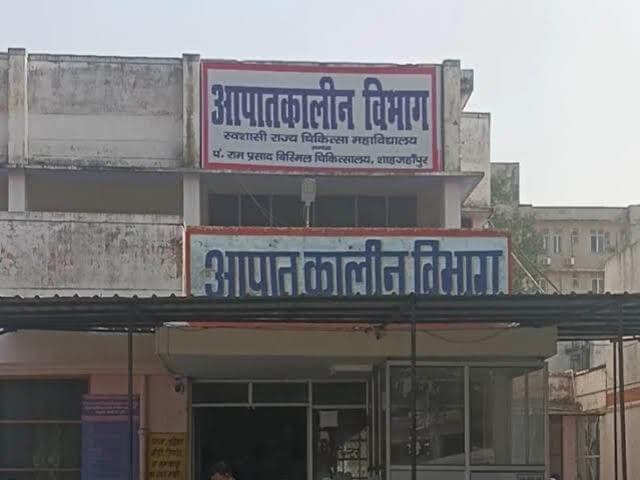 आपातकालीन विभाग
स्वशासी राज्य चिकित्सा महाविद्यालय
पं. राम प्रसाद बिस्मिल चिकित्सालय, शाहजहाँपुर
आपातकालीन विभाग